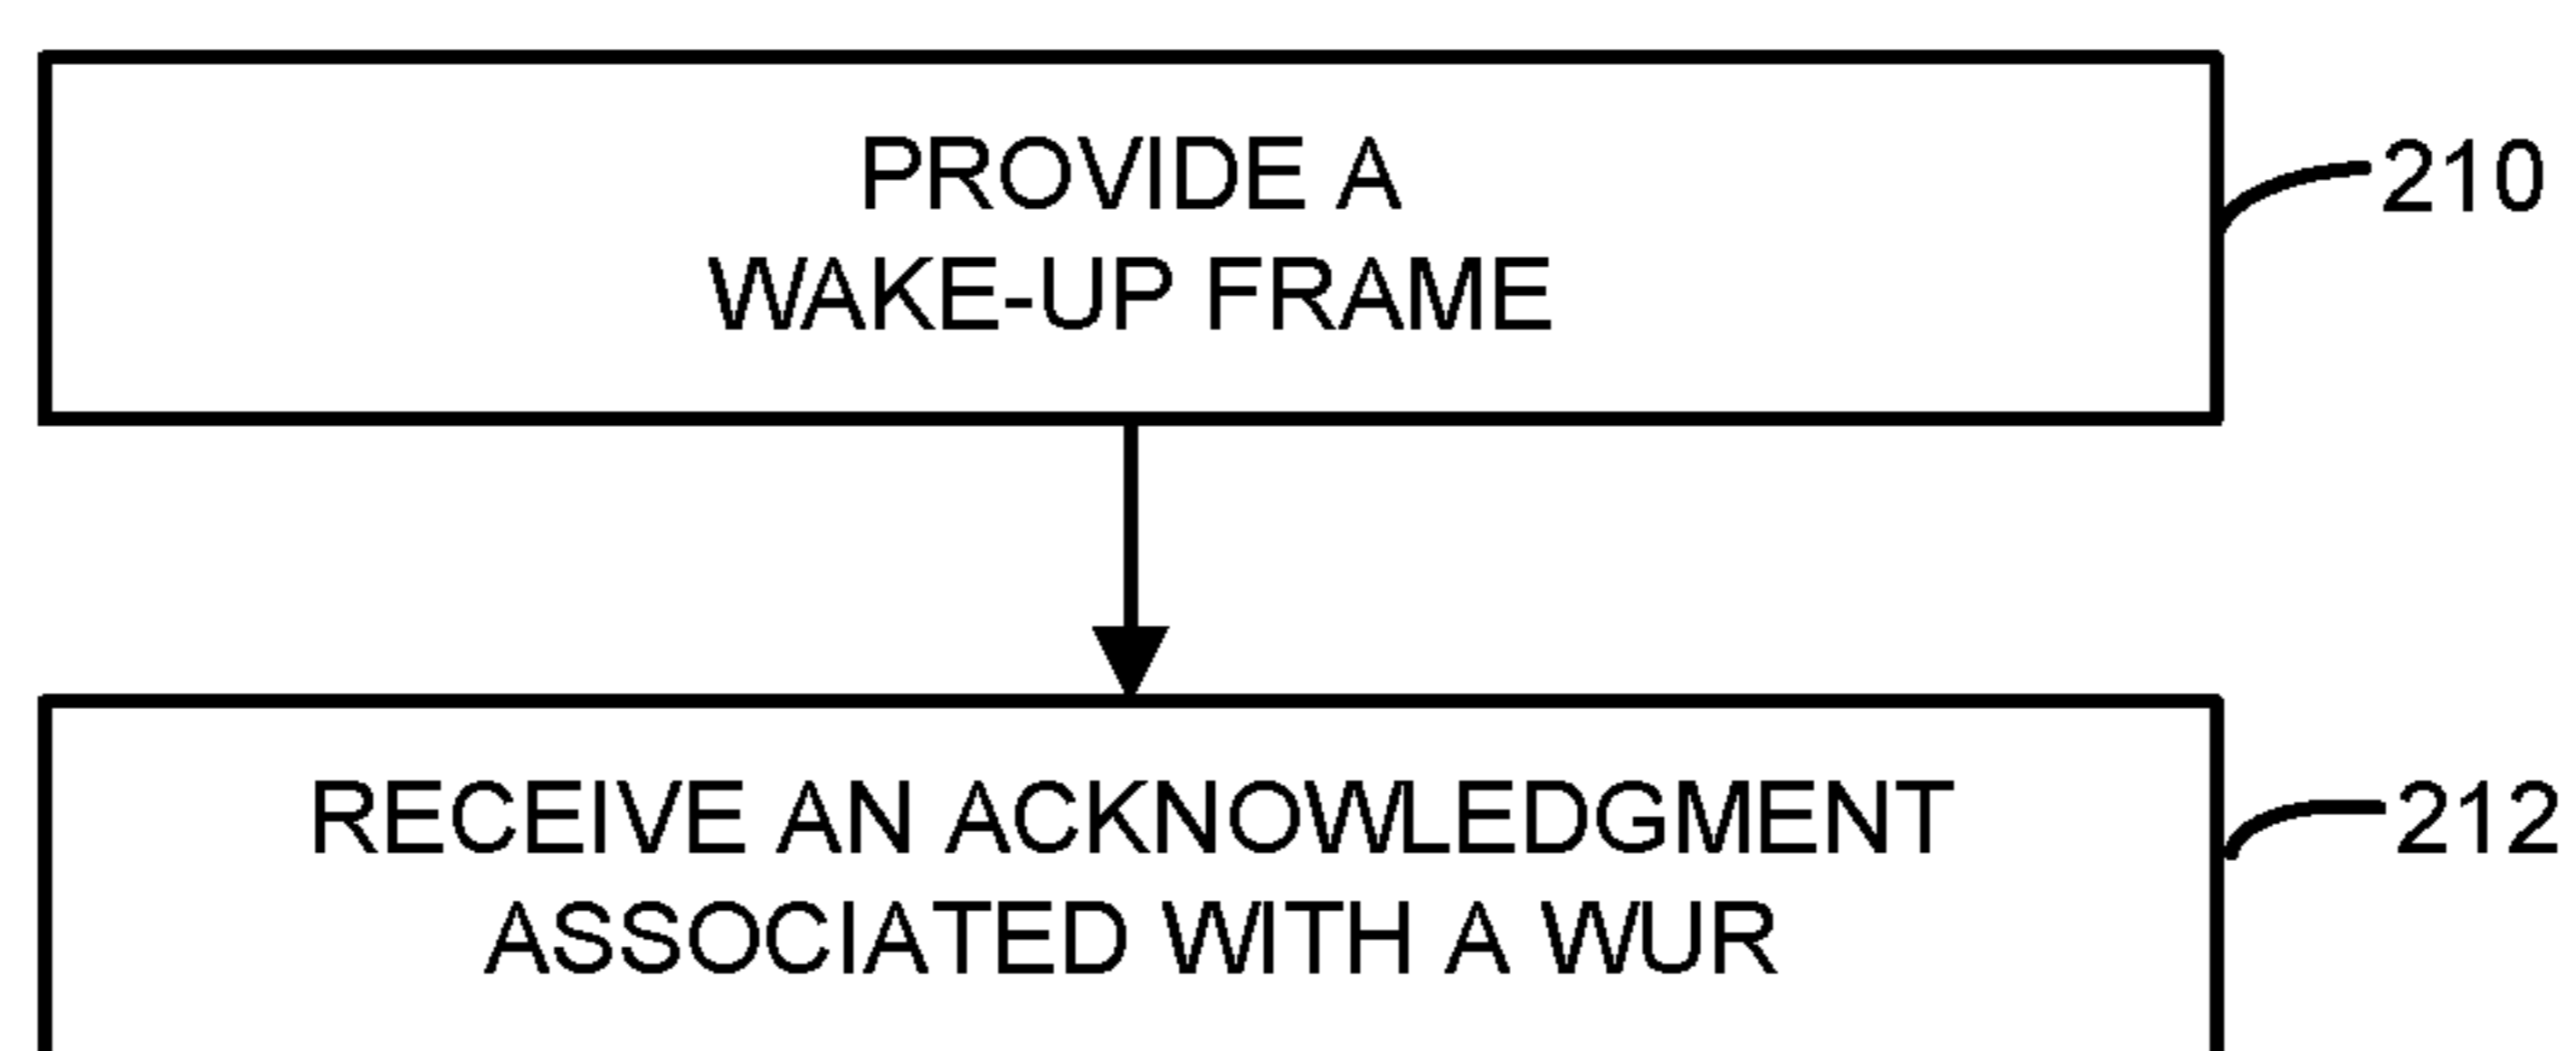 PROVIDE A
WAKE-UP FRAME
210
RECEIVE AN ACKNOWLEDGMENT
ASSOCIATED WITH A WUR
212